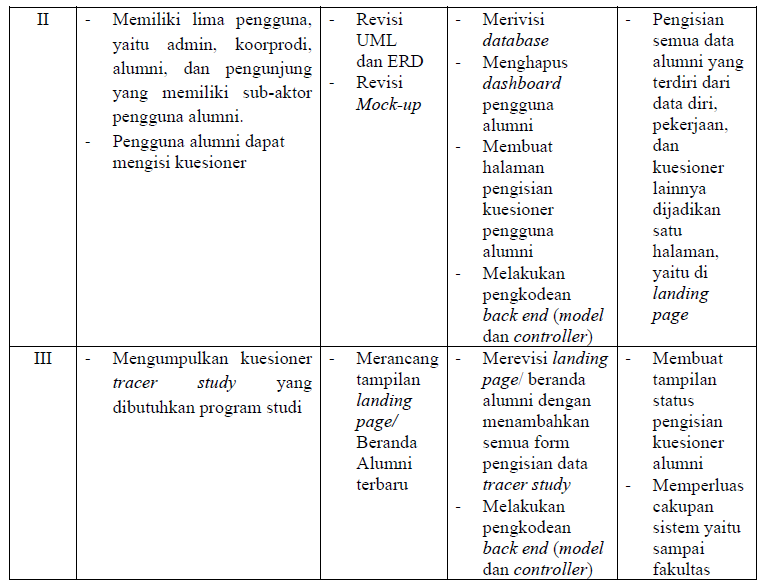 II
- Memiliki lima pengguna,
yaitu admin, koorprodi,
alumni, dan pengunjung
yang memiliki sub-aktor
pengguna alumni.
- Pengguna alumni dapat
mengisi kuesioner
- Revisi
UML
dan ERD
- Revisi
Mock-up
- Merivisi
database
- Menghapus
dashboard
pengguna
alumni
- Membuat
halaman
pengisian
kuesioner
pengguna
alumni
- Melakukan
pengkodean
back end (model
dan controller)
- Pengisian
semua data
alumni yang
terdiri dari
data diri,
pekerjaan,
dan
kuesioner
lainnya
dijadikan
satu
halaman,
yaitu di
landing
page
III
- Mengumpulkan kuesioner
tracer study yang
dibutuhkan program studi
- Merancang
tampilan
landing
page/
Beranda
Alumni
terbaru
- Merevisi landing
page/ beranda
alumni dengan
menambahkan
semua form
pengisian data
tracer study
- Melakukan
pengkodean
back end (model
dan controller)
- Membuat
tampilan
status
pengisian
kuesioner
alumni
- Memperluas
cakupan
sistem yaitu
sampai
fakultas